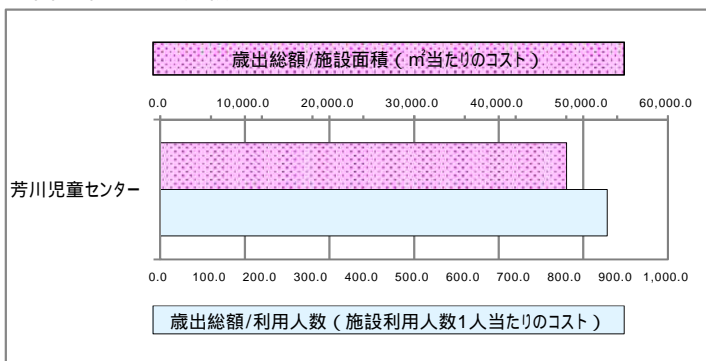 歳出総額/施設面積（㎡当たりのコスト）
0.0 10,000.0 20,000.0 30,000.0 40,000.0 50,000.0 60,000.0
芳川児童センター
0.0 100.0 200.0 300.0 400.0 500.0 600.0 700.0 800.0 900.0 1,000.0
歳出総額/利用人数（施設利用人数1人当たりのコスト）